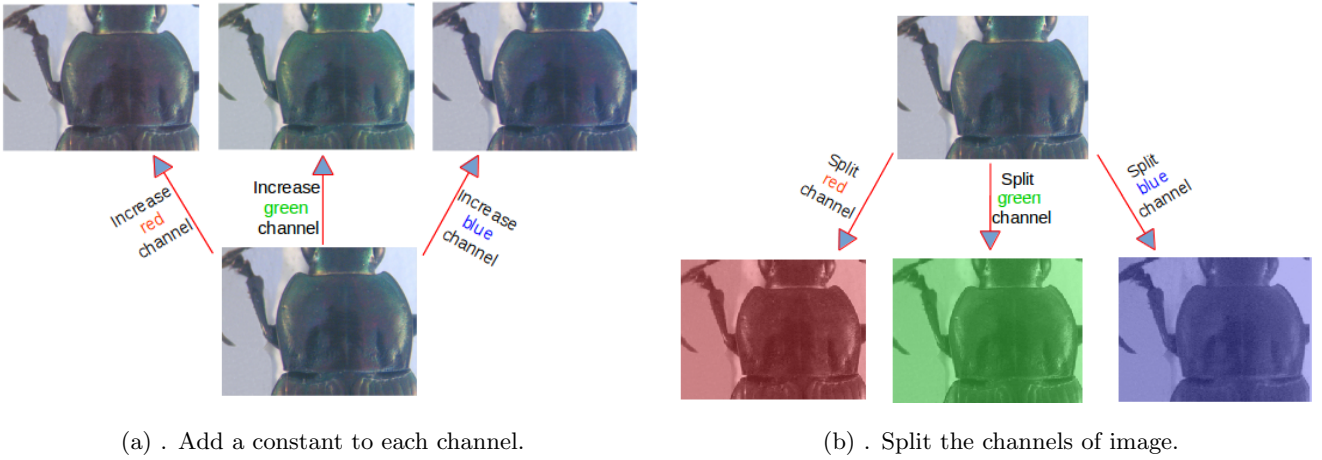 Increase
red
channel
Increase
green
channel
Increase
blue
channel
(a) . Add a constant to each channel.
Split
red
channel
Split
green
channel
Split
blue
channel
(b) . Split the channels of image.